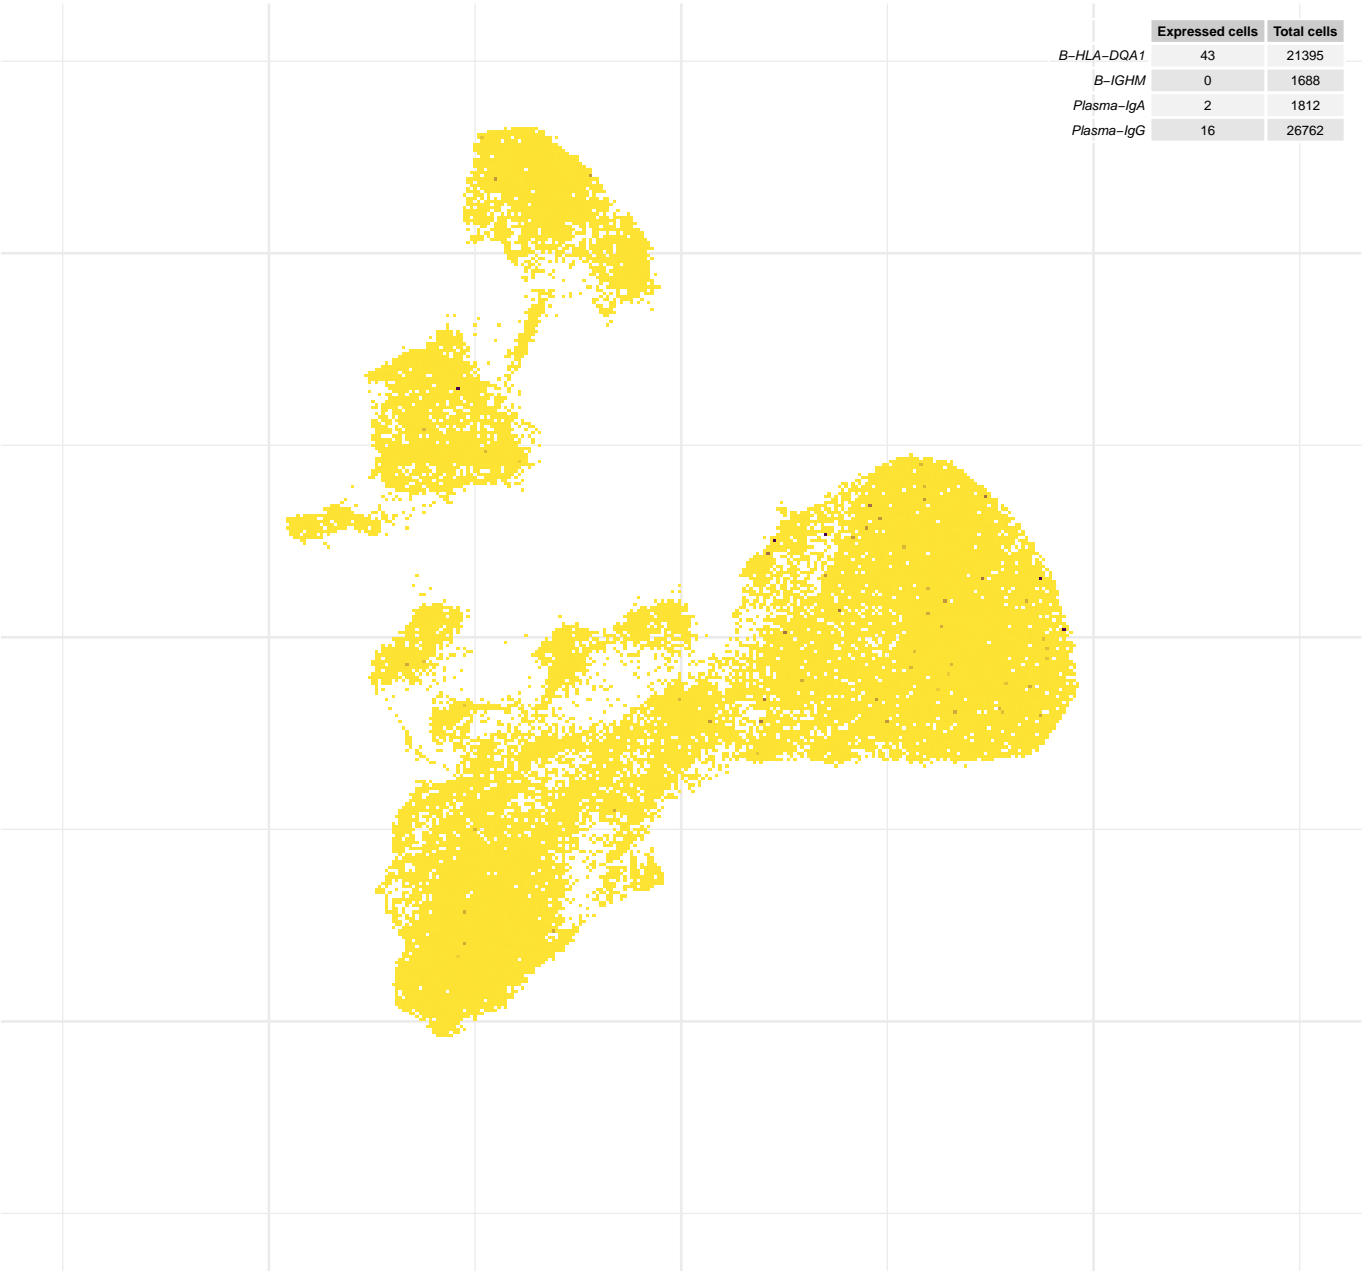 Expressed cells Total cells
B−HLA−DQA1 43 21395
B−IGHM 0 1688
Plasma−IgA 2 1812
Plasma−IgG 16 26762